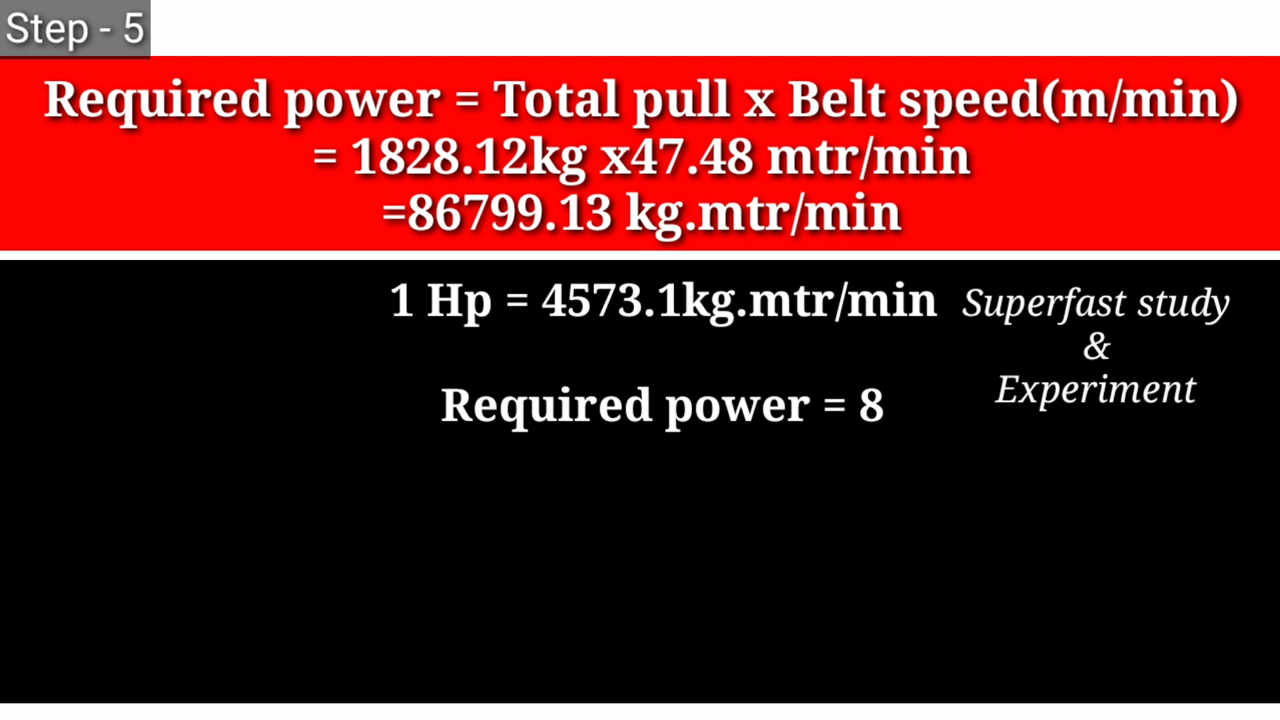 Step - 5
Required power = Total pull x Belt speed(m/min)
= 1828.12kg x47.48 mtr/min
=86799.13 kg.mtr/min
1 Hp = 4573.1kg.mtr/min
Superfast study
&
Experiment
Required power = 8